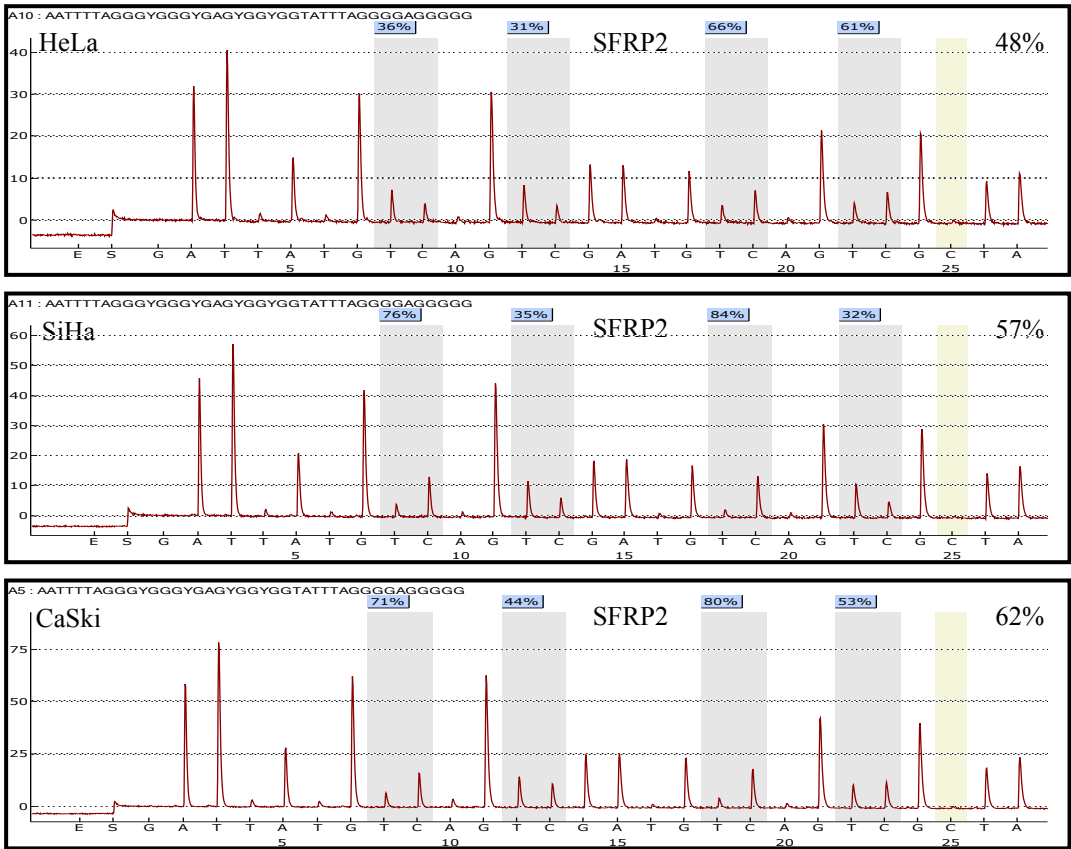 A10 : AATTTTAGGGYGGGYGAGYGGYGGTATTTAGGGGAGGGGG
36% 31% 66% 61%
HeLa SFRP2 48%
40
30
20
10
0
E S G A T T A T G T C A G T C G A T G T C A G T C G C T A
5 10 15 20 25
A11 : AATTTTAGGGYGGGYGAGYGGYGGTATTTAGGGGAGGGGG
76% 35% 84% 32%
SiHa SFRP2 57%
60
50
40
30
20
10
0
E S G A T T A T G T C A G T C G A T G T C A G T C G C T A
5 10 15 20 25
A5 : AATTTTAGGGYGGGYGAGYGGYGGTATTTAGGGGAGGGGG
71% 44% 80% 53%
CaSki SFRP2 62%
75
50
25
0
E S G A T T A T G T C A G T C G A T G T C A G T C G C T A
5 10 15 20 25